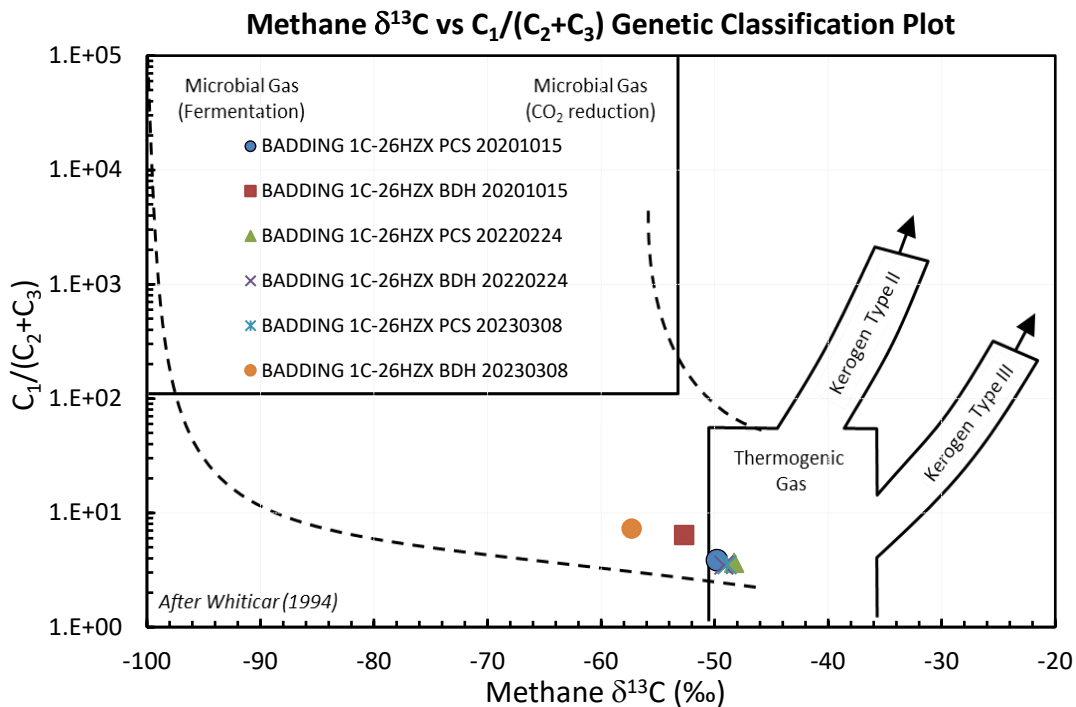 Methane δ¹³C vs C₁/(C₂+C₃) Genetic Classification Plot
C₁/(C₂+C₃)
1.E+05
1.E+04
1.E+03
1.E+02
1.E+01
1.E+00
Microbial Gas
(Fermentation)
Microbial Gas
(CO₂ reduction)
BADDING 1C-26HZX PCS 20201015
BADDING 1C-26HZX BDH 20201015
BADDING 1C-26HZX PCS 20220224
BADDING 1C-26HZX BDH 20220224
BADDING 1C-26HZX PCS 20230308
BADDING 1C-26HZX BDH 20230308
Kerogen Type II
Kerogen Type III
Thermogenic
Gas
After Whiticar (1994)
-100 -90 -80 -70 -60 -50 -40 -30 -20
Methane δ¹³C (‰)